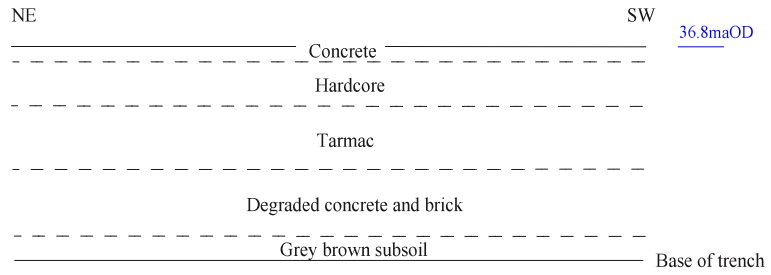 NE
SW
36.8maOD
Concrete
Hardcore
Tarmac
Degraded concrete and brick
Grey brown subsoil
Base of trench